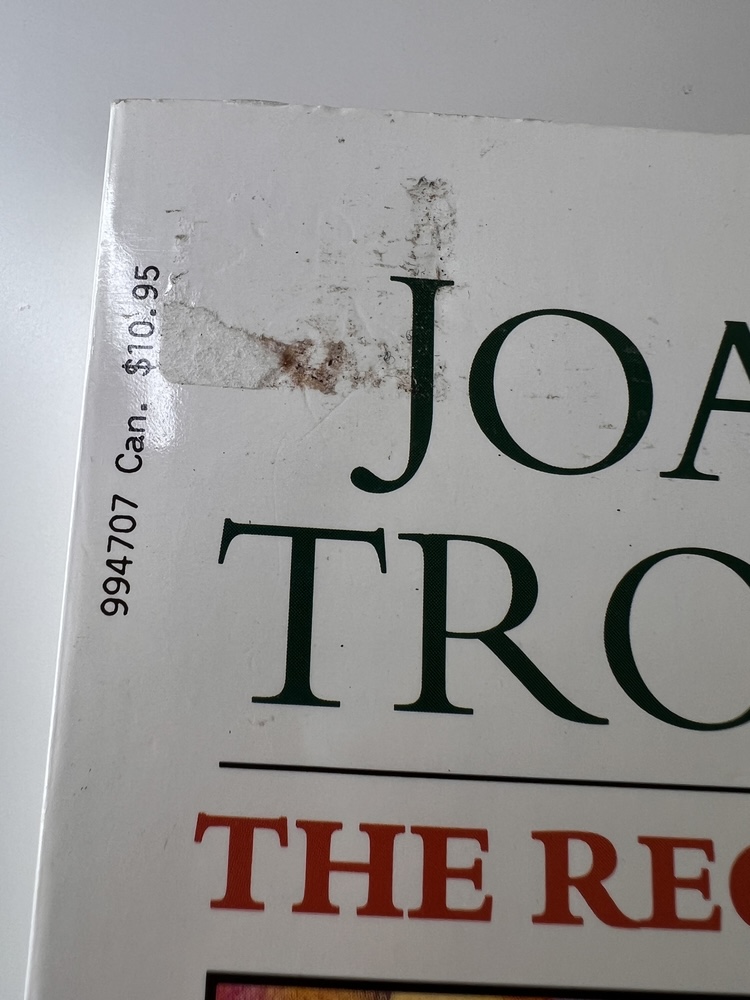 994707 Can. $10.95
JOA
TRO
THE REC